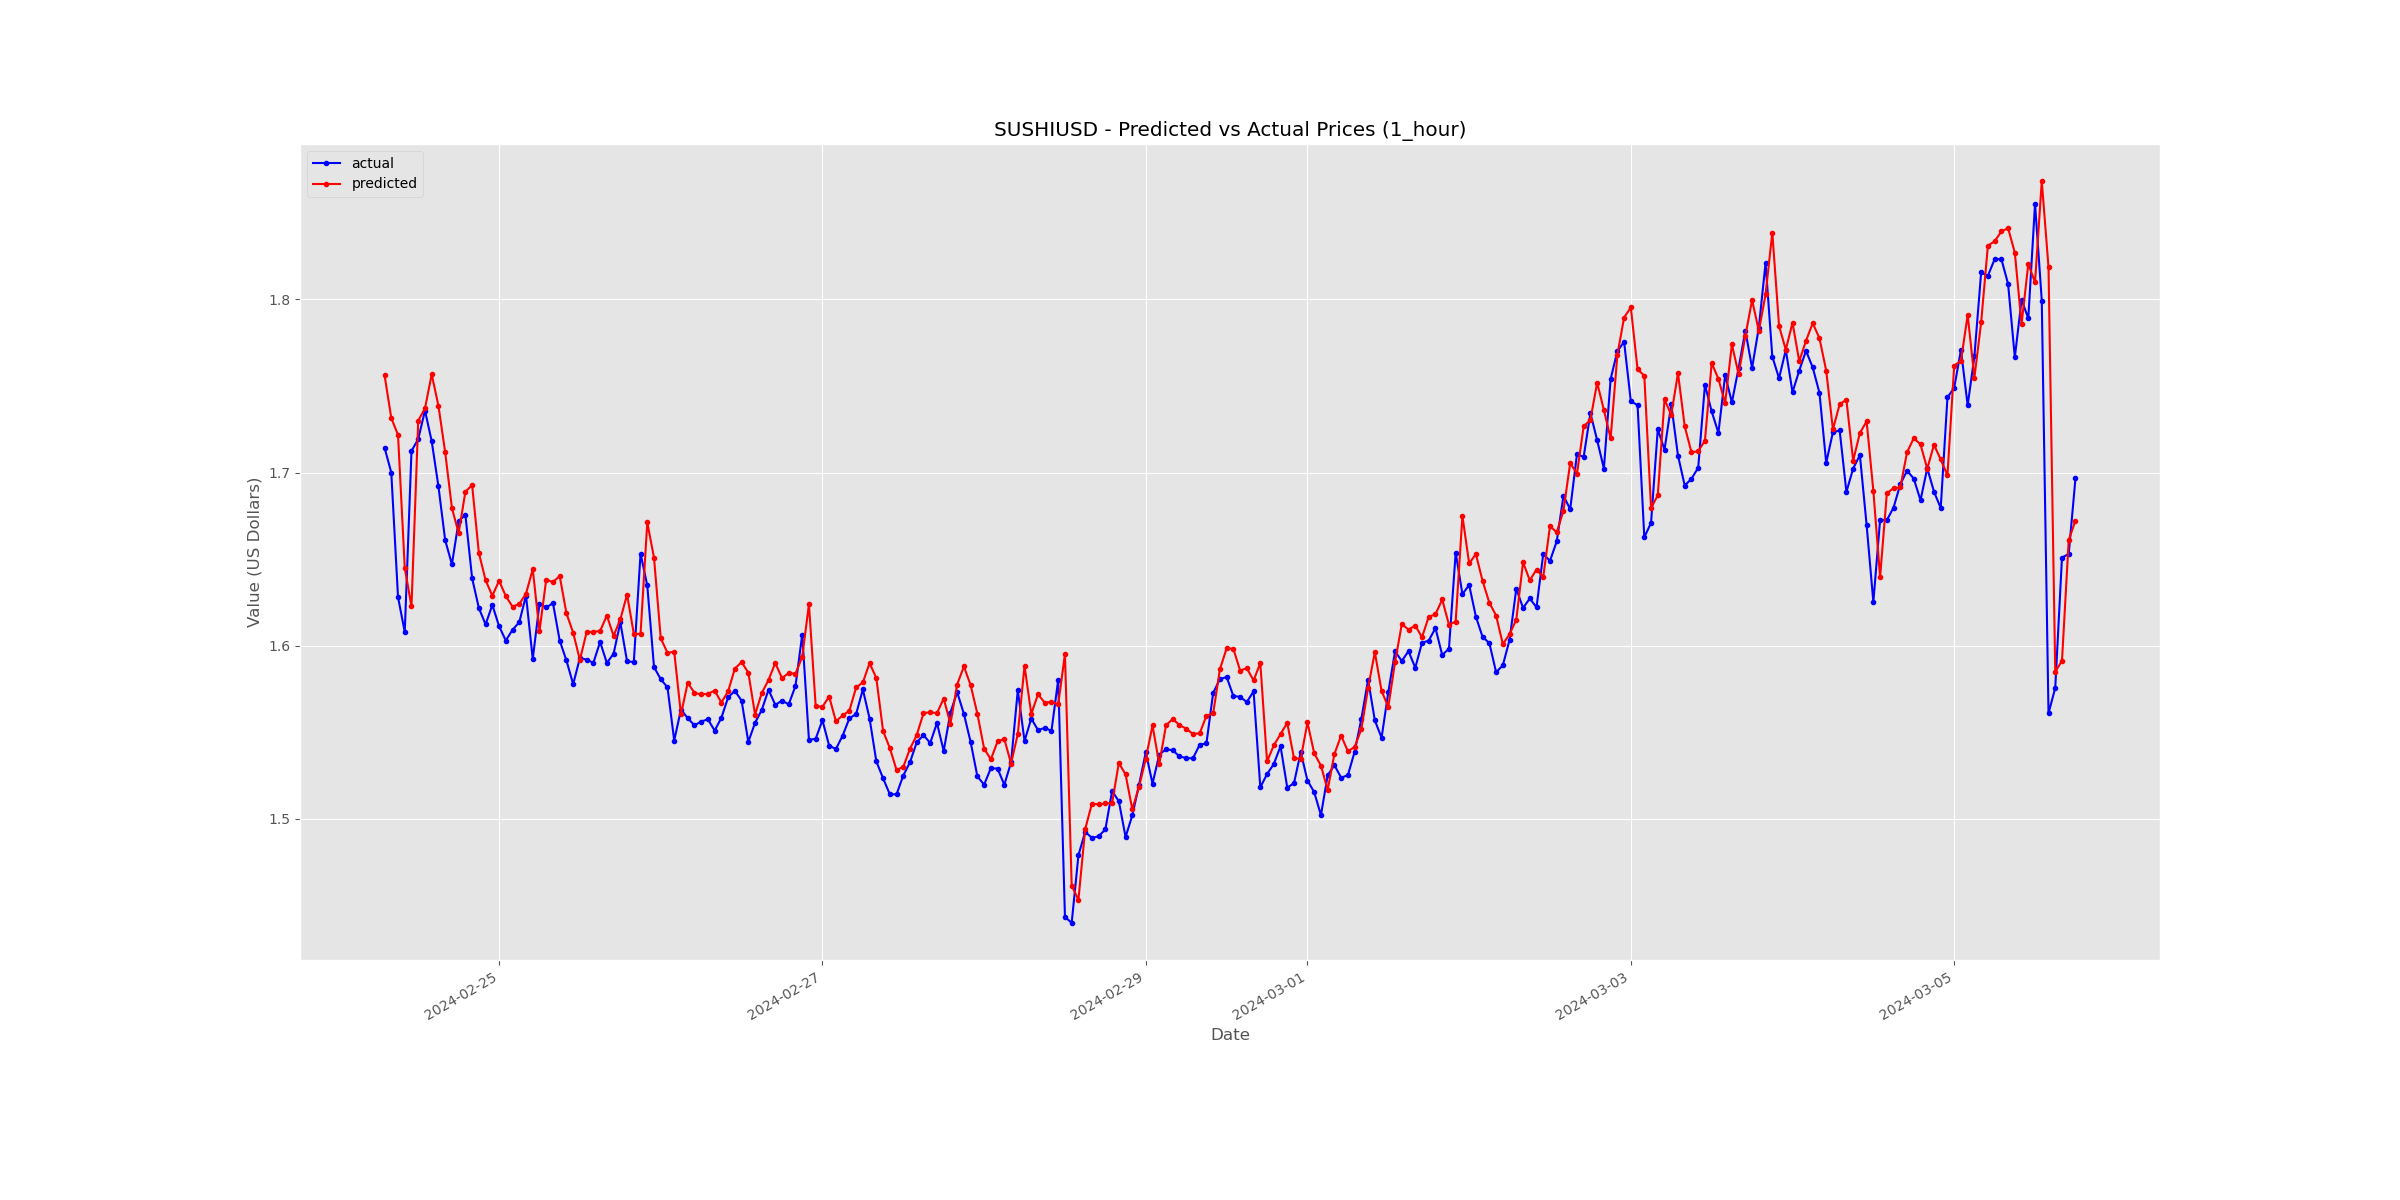 SUSHIUSD - Predicted vs Actual Prices (1_hour)
actual
predicted
Value (US Dollars)
1.8
1.7
1.6
1.5
2024-02-25
2024-02-27
2024-02-29
2024-03-01
2024-03-03
2024-03-05
Date